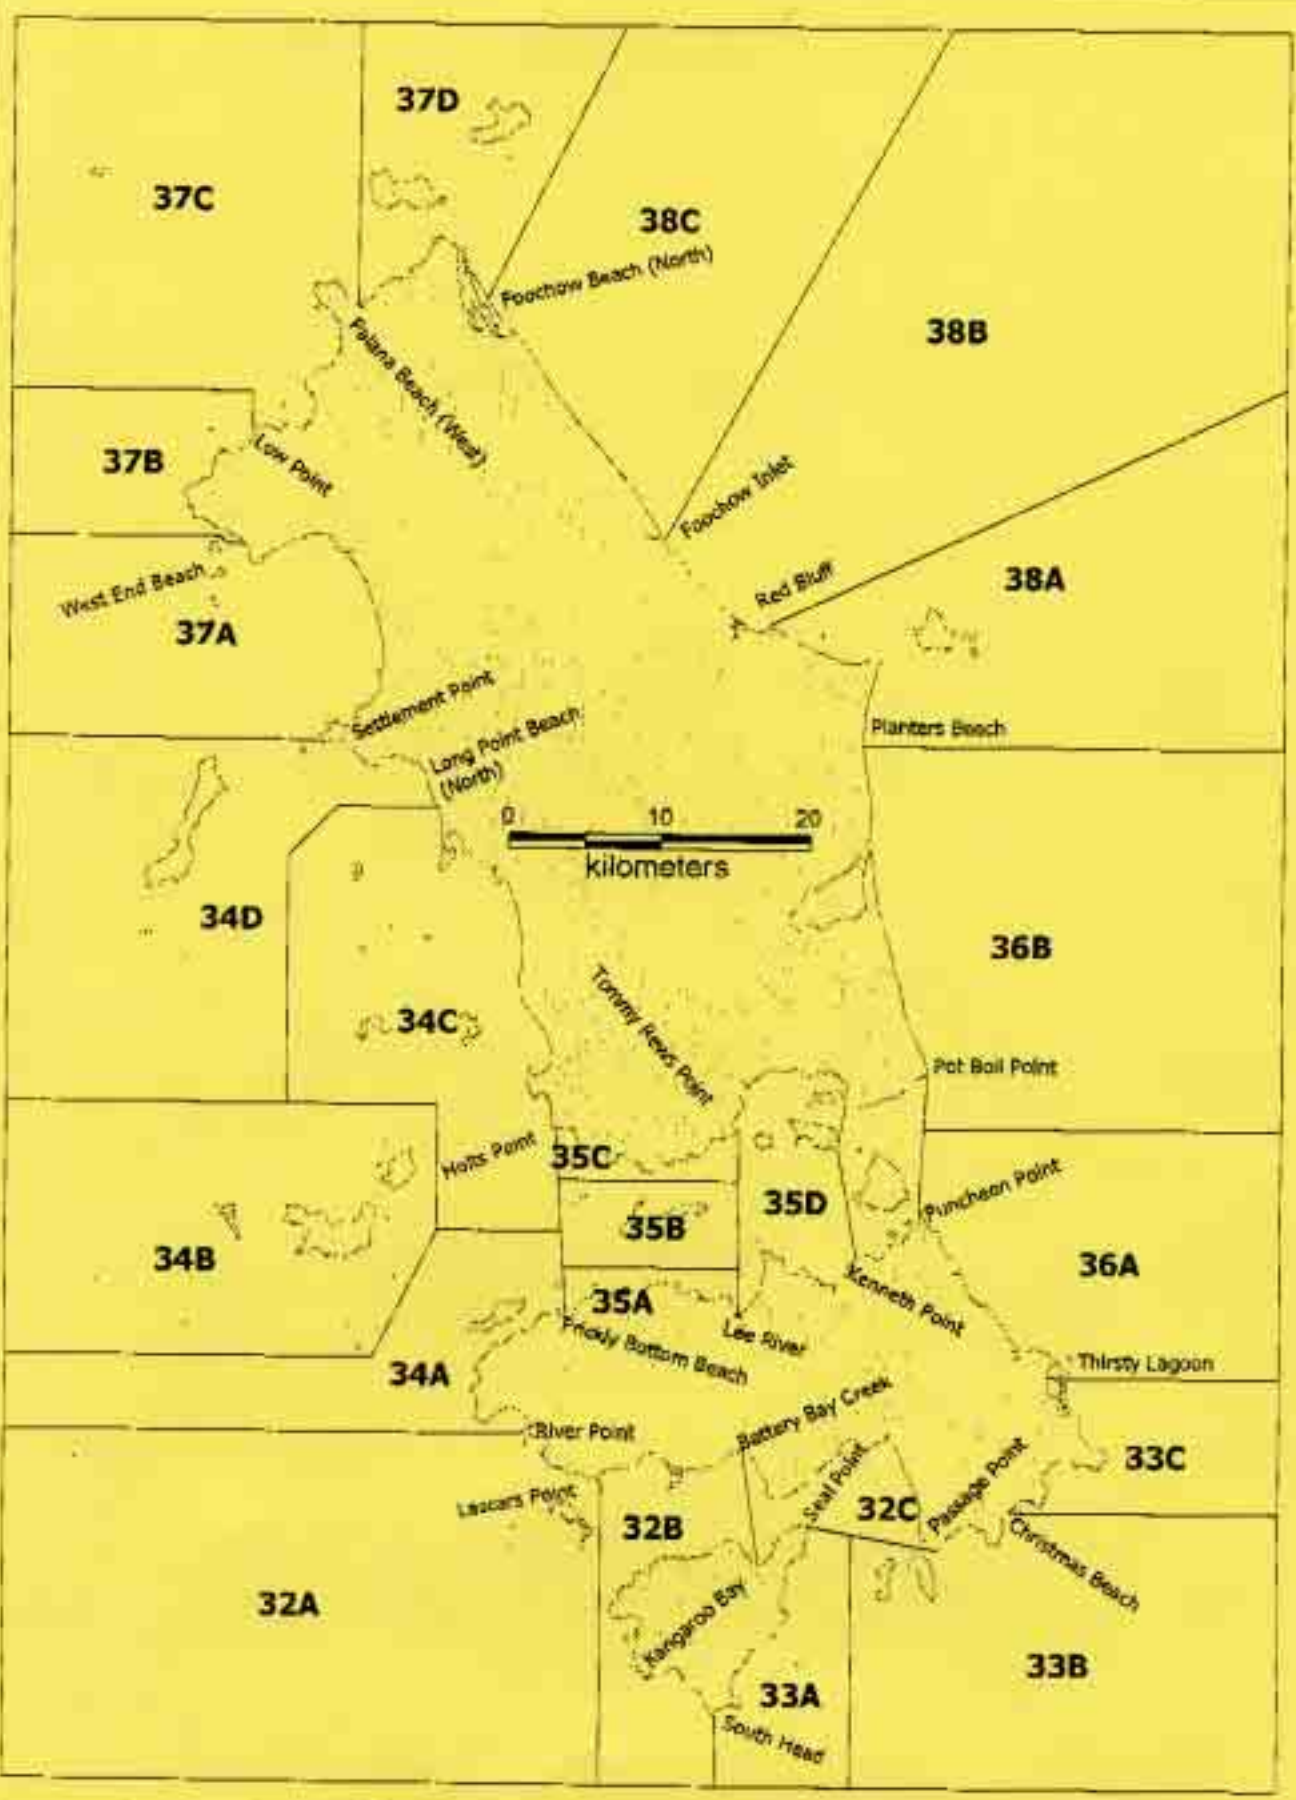 37D
37C
38C
Foochow Beach (North)
38B
Palana Beach (West)
37B
Low Point
Foochow Inlet
West End Beach
37A
Red Bluff
38A
Settlement Point
Long Point Beach
(North)
Planters Beach
0 10 20
kilometers
34D
36B
34C
Tommy Rews Point
Pot Boil Point
Holts Point
35C
35D
Puncheon Point
35B
34B
36A
35A
Kenneth Point
Prickly Bottom Beach
Lee River
34A
Thirsty Lagoon
Battery Bay Creek
River Point
33C
Lascars Point
Seal Point
32C
Passage Point
32B
Christmas Beach
32A
Kangaroo Bay
33B
33A
South Head